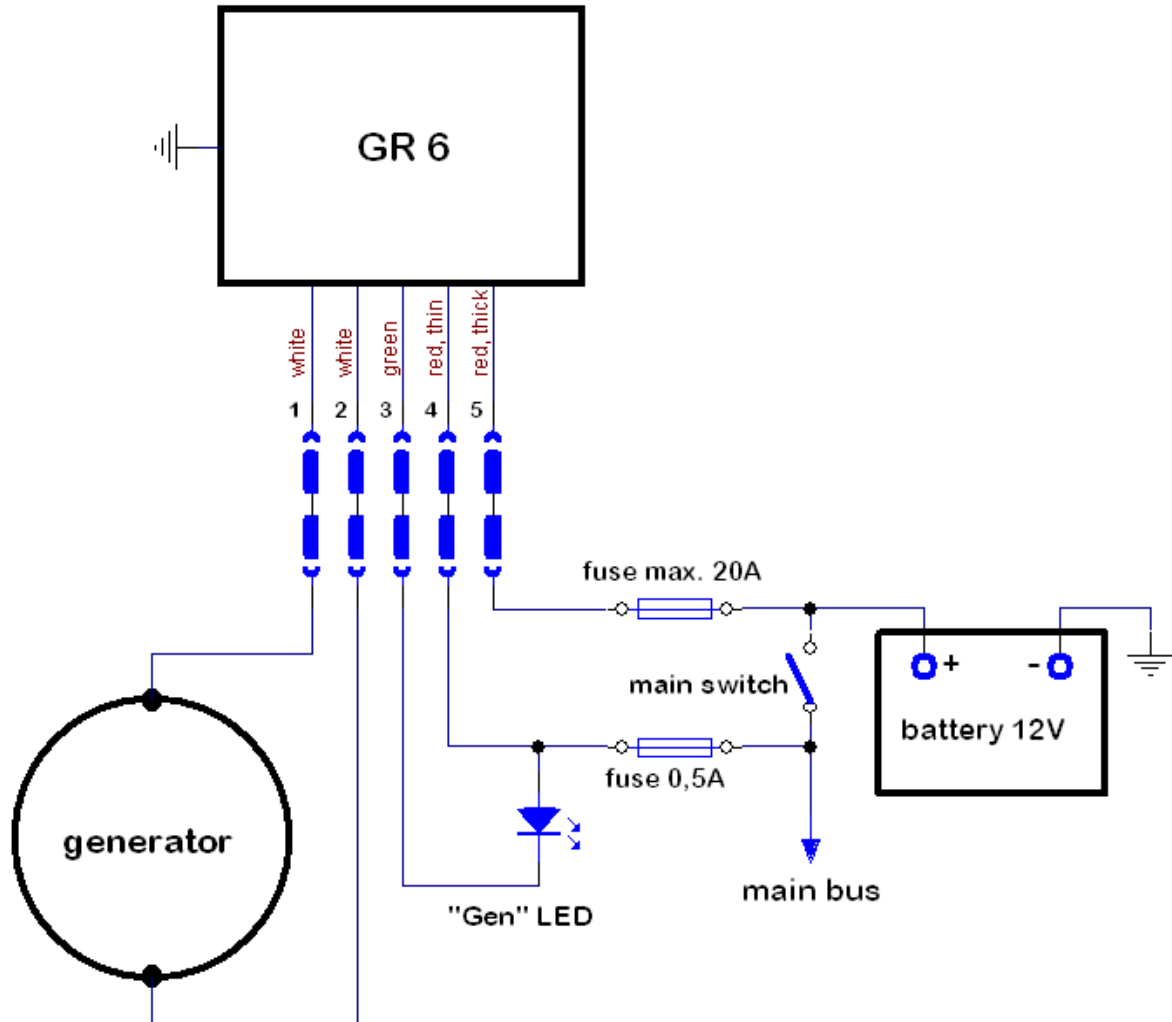 GR 6
white
white
green
red, thin
red, thick
1
2
3
4
5
fuse max. 20A
main switch
+
-
battery 12V
fuse 0,5A
generator
main bus
"Gen" LED